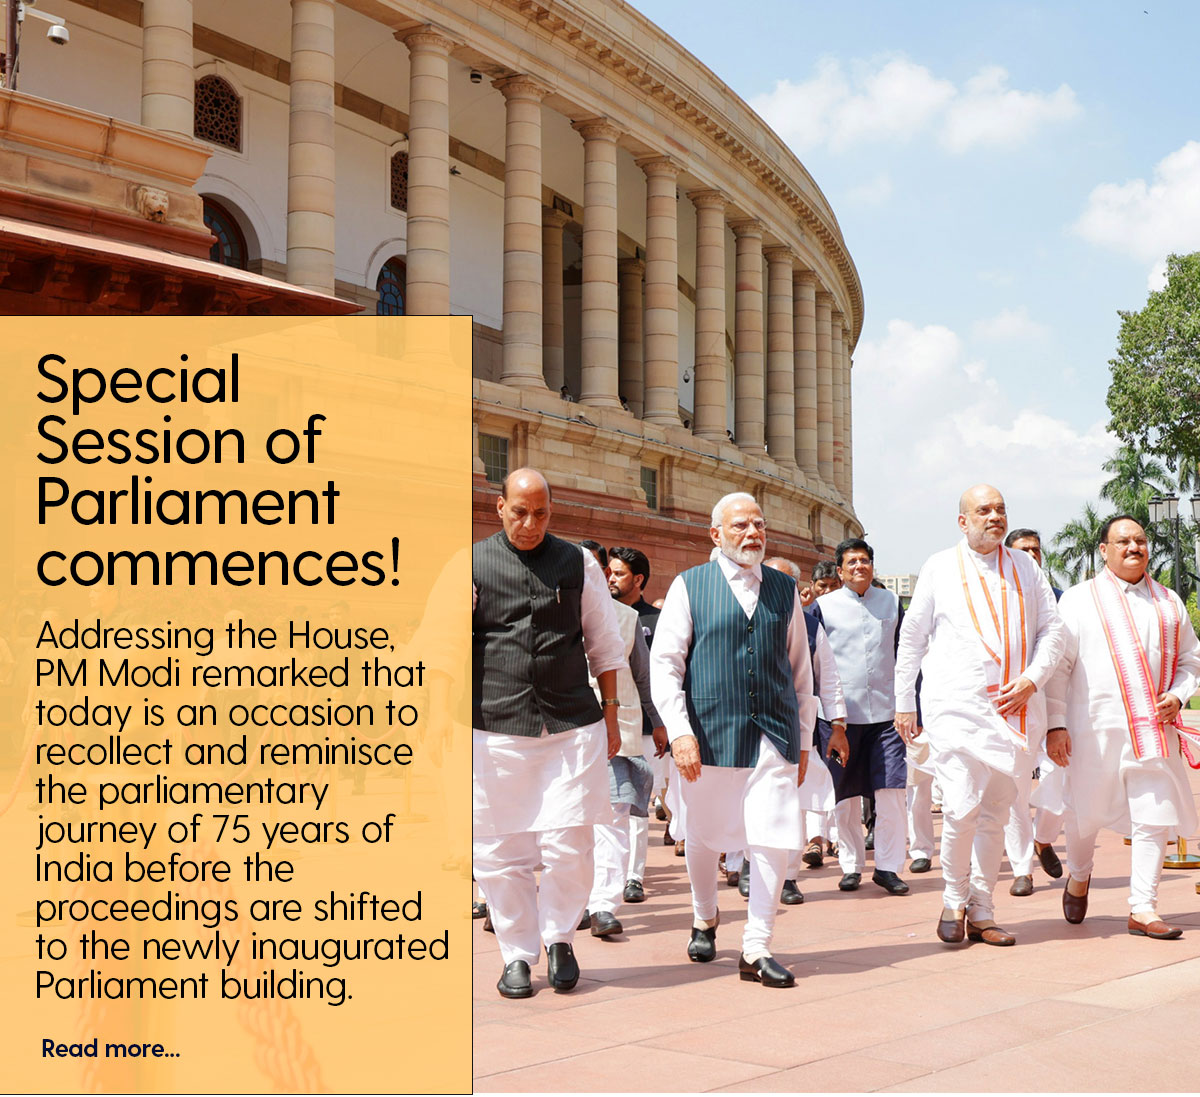 Special
Session of
Parliament
commences!
Addressing the House,
PM Modi remarked that
today is an occasion to
recollect and reminisce
the parliamentary
journey of 75 years of
India before the
proceedings are shifted
to the newly inaugurated
Parliament building.
Read more...